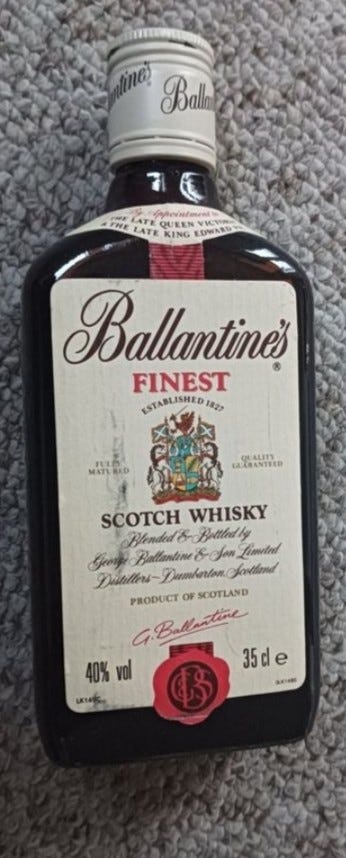 Ballantine's
By Appointment to
THE LATE QUEEN VICTORIA
& THE LATE KING EDWARD
Ballantine's ®
FINEST
ESTABLISHED 1827
FULLY MATURED
QUALITY GUARANTEED
SCOTCH WHISKY
Blended & Bottled by
George Ballantine & Son Limited
Distillers – Dumbarton, Scotland
PRODUCT OF SCOTLAND
G. Ballantine
40% vol
35 cl e